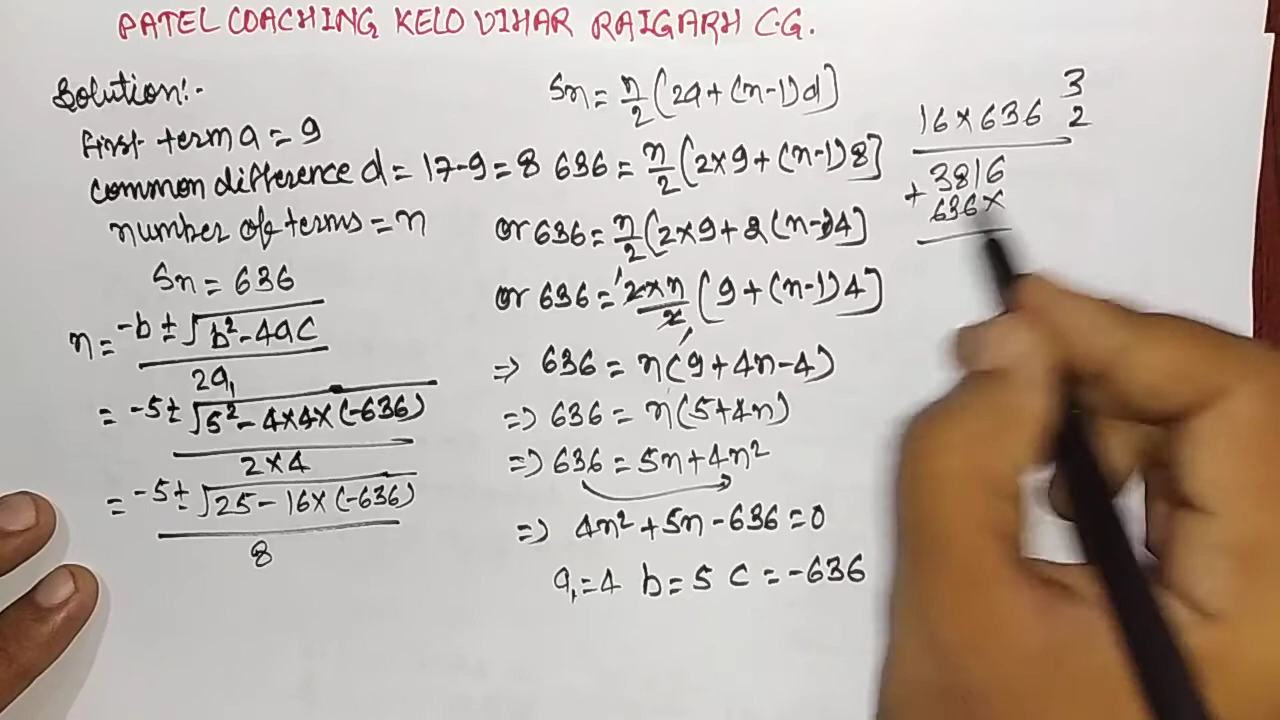 PATEL COACHING KELO VIHAR RAIGARH C.G.
Solution:-
First term a = 9
common difference d = 17-9 = 8
number of terms = n
Sn = 636
n = -b ± √b²-4a₁c / 2a₁
= -5 ± √5²-4×4×(-636) / 2×4
= -5 ± √25-16×(-636) / 8
Sn = n/2 [2a+(n-1)d]
636 = n/2 [2×9+(n-1)8]
or 636 = n/2 [2×9+2(n-1)4]
or 636 = 2×n/2 [9+(n-1)4]
=> 636 = n(9+4n-4)
=> 636 = n(5+4n)
=> 636 = 5n+4n²
=> 4n²+5n-636=0
a₁=4 b=5 c=-636
3
16×636 2
3816
+ 636×